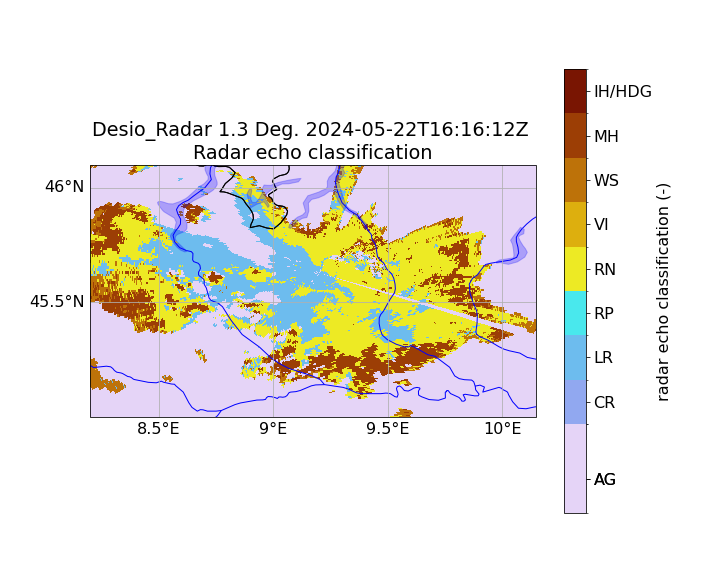 Desio_Radar 1.3 Deg. 2024-05-22T16:16:12Z
Radar echo classification
46°N
45.5°N
8.5°E
9°E
9.5°E
10°E
IH/HDG
MH
WS
VI
RN
RP
LR
CR
AG
radar echo classification (-)